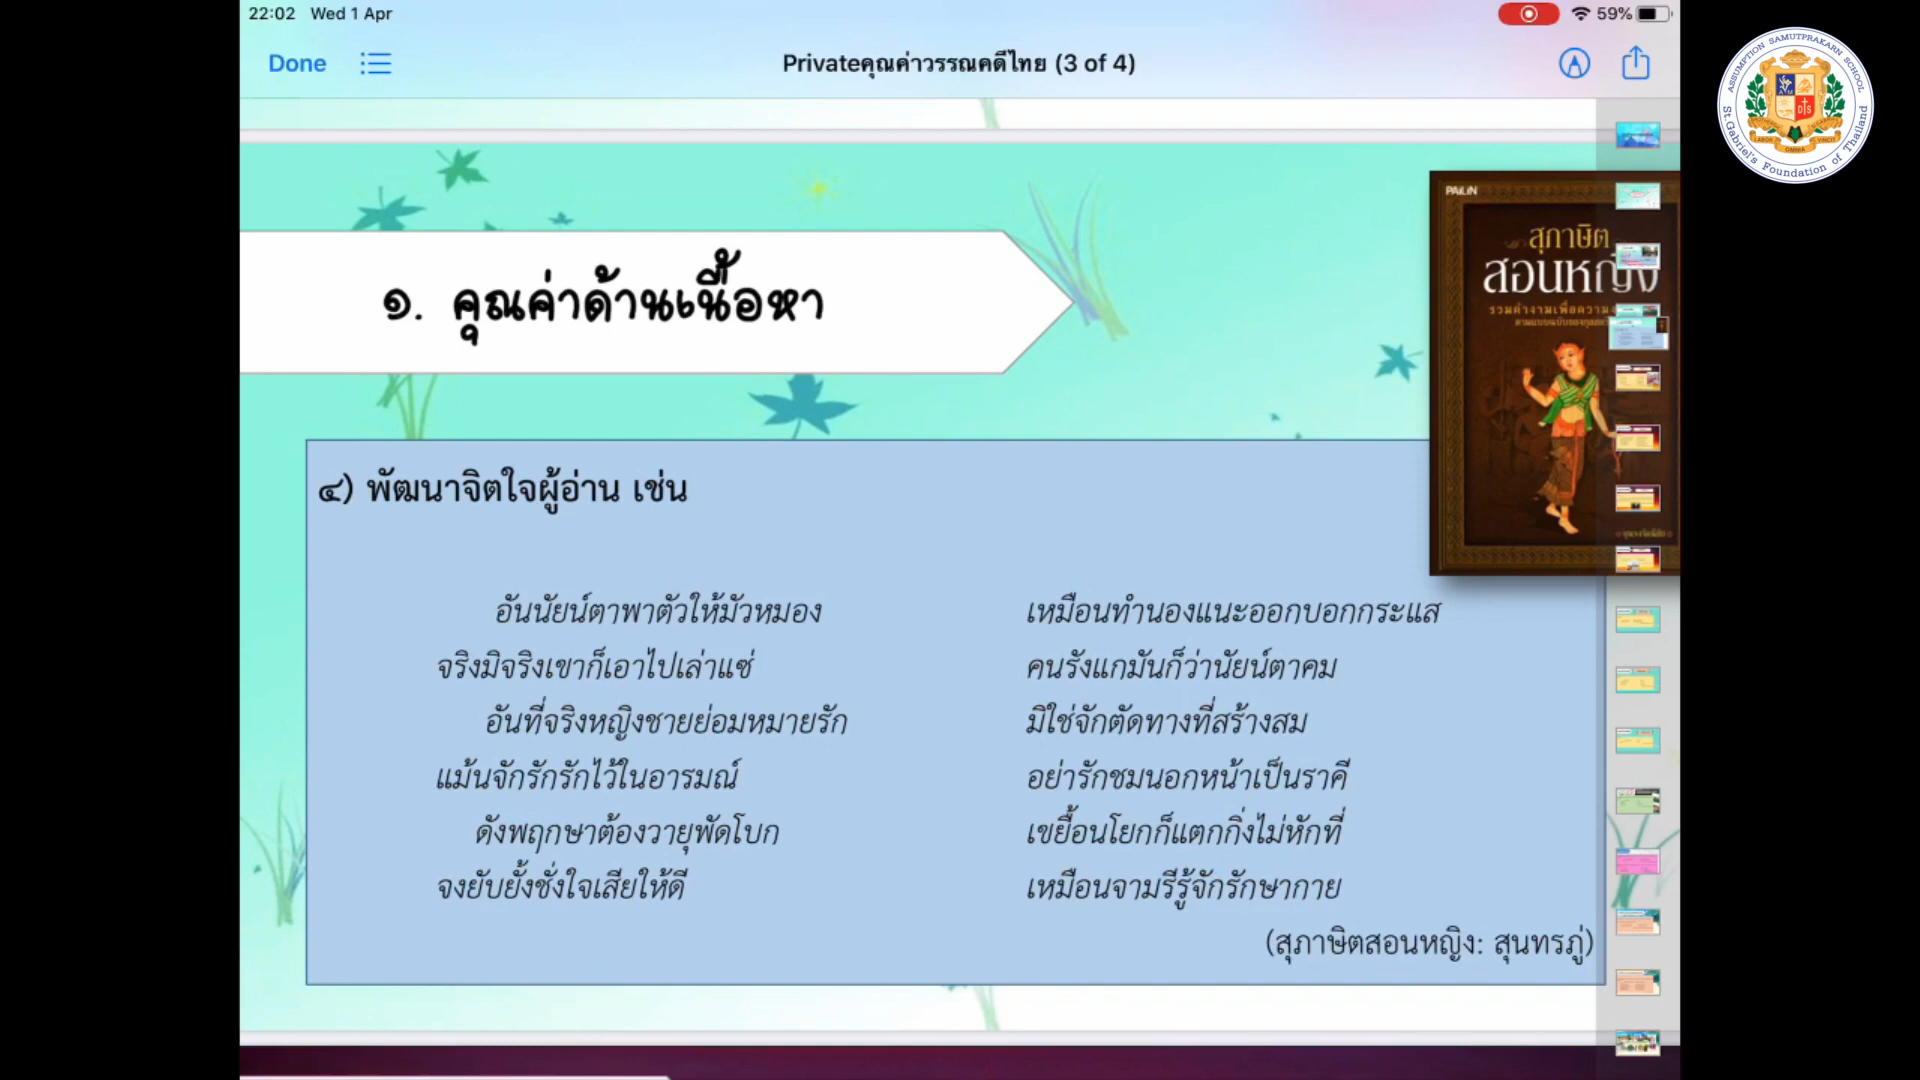 22:02 Wed 1 Apr
59%
Done
Privateคุณค่าวรรณคดีไทย (3 of 4)
ASSUMPTION SAMUTPRAKARN SCHOOL
St.Gabriel's Foundation of Thailand
LABOR OMNIA VINCIT
D S
PAiLiN
สุภาษิต
สอนหญิง
๑. คุณค่าด้านเนื้อหา
๔) พัฒนาจิตใจผู้อ่าน เช่น
อันนัยน์ตาพาตัวให้มัวหมอง เหมือนทำนองแนะออกบอกกระแส
จริงมิจริงเขาก็เอาไปเล่าแซ่ คนรังแกมันก็ว่านัยน์ตาคม
อันที่จริงหญิงชายย่อมหมายรัก มิใช่จักตัดทางที่สร้างสม
แม้นจักรักรักไว้ในอารมณ์ อย่ารักชมนอกหน้าเป็นราคี
ดังพฤกษาต้องวายุพัดโบก เขยื้อนโยกก็แตกกิ่งไม่หักที่
จงยับยั้งชั่งใจเสียให้ดี เหมือนจามรีรู้จักรักษากาย
(สุภาษิตสอนหญิง: สุนทรภู่)